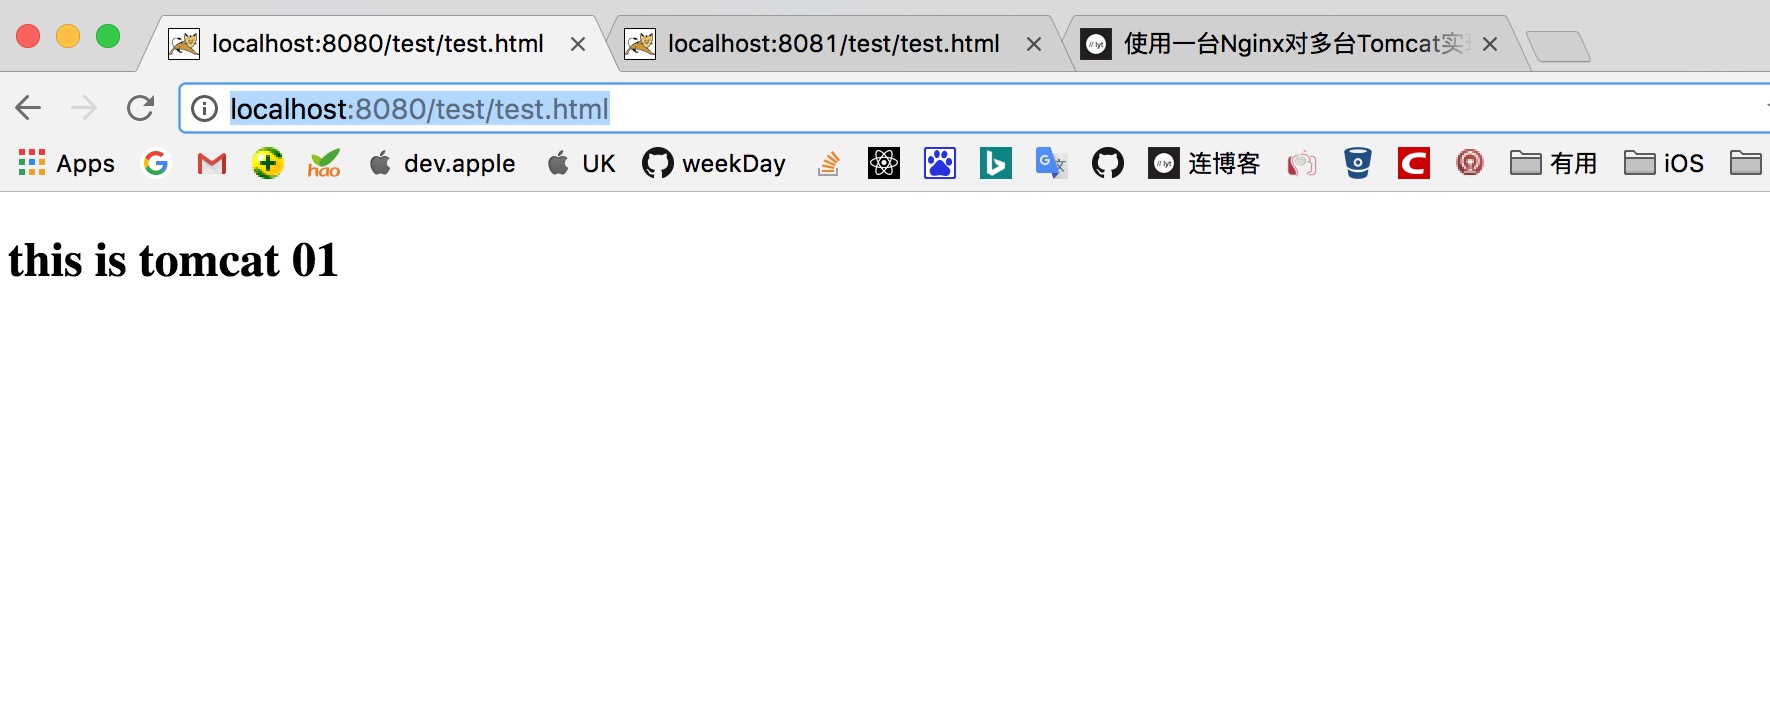 localhost:8080/test/test.html
localhost:8081/test/test.html
使用一台Nginx对多台Tomcat实
localhost:8080/test/test.html
Apps hao dev.apple UK weekDay 连博客 有用 iOS
this is tomcat 01